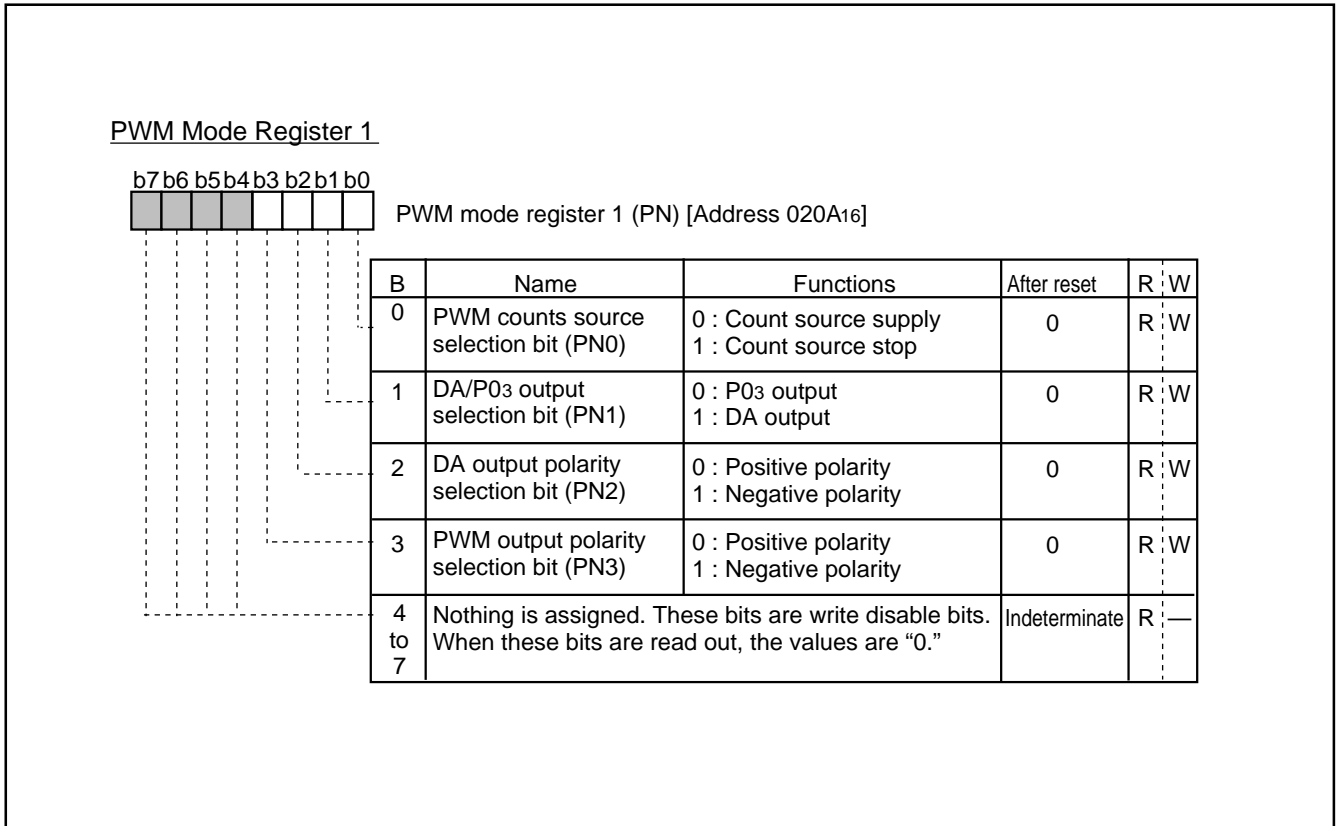 PWM Mode Register 1
b7 b6 b5 b4 b3 b2 b1 b0
PWM mode register 1 (PN) [Address 020A16]
B Name Functions After reset R W
0 PWM counts source selection bit (PN0) 0 : Count source supply 1 : Count source stop 0 R W
1 DA/P03 output selection bit (PN1) 0 : P03 output 1 : DA output 0 R W
2 DA output polarity selection bit (PN2) 0 : Positive polarity 1 : Negative polarity 0 R W
3 PWM output polarity selection bit (PN3) 0 : Positive polarity 1 : Negative polarity 0 R W
4 to 7 Nothing is assigned. These bits are write disable bits. When these bits are read out, the values are “0.” Indeterminate R —